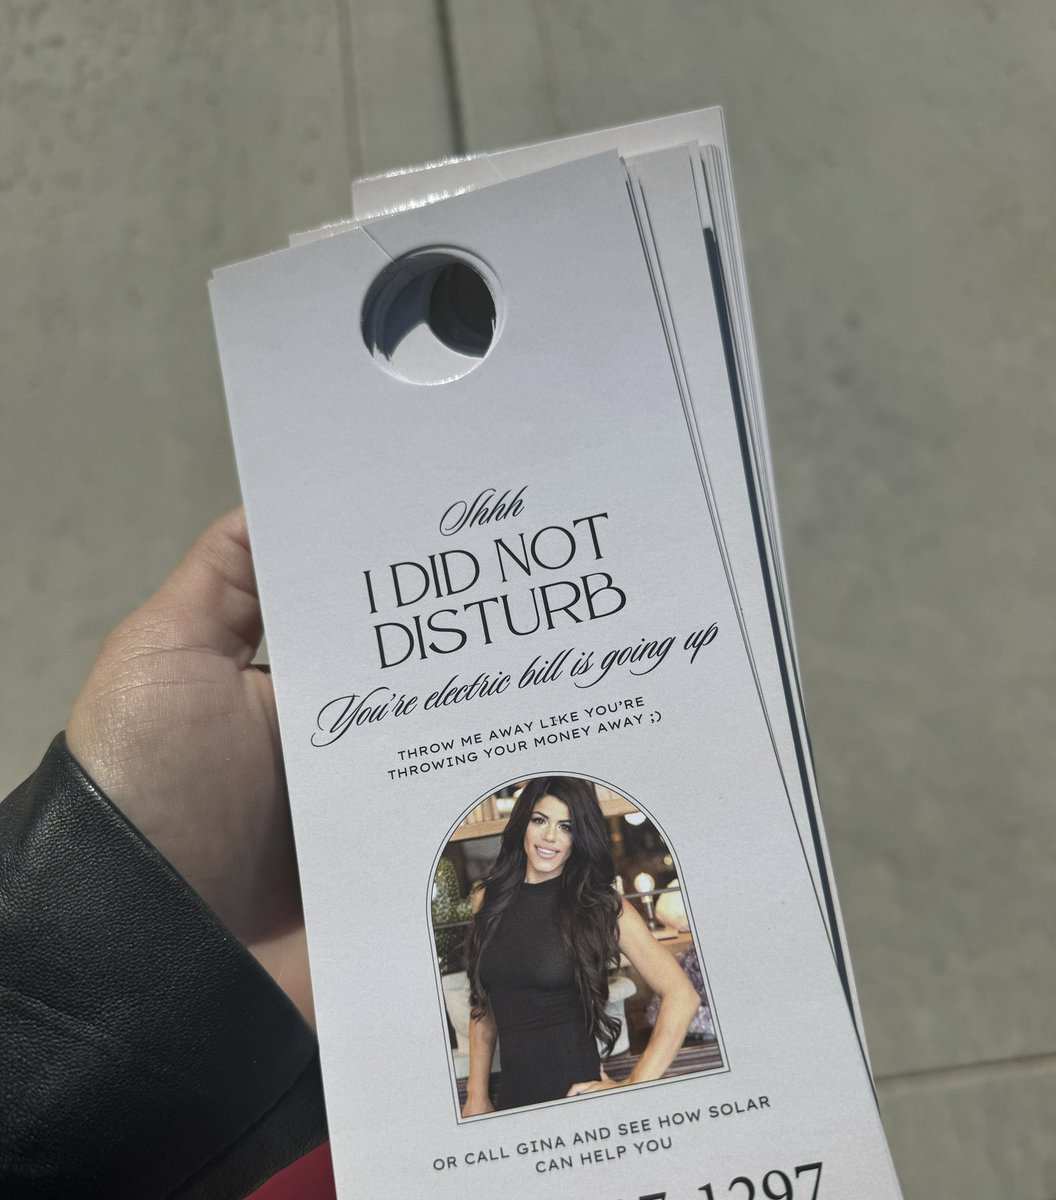 Shhh
I DID NOT
DISTURB
You're electric bill is going up
THROW ME AWAY LIKE YOU'RE
THROWING YOUR MONEY AWAY ;)
OR CALL GINA AND SEE HOW SOLAR
CAN HELP YOU
1297